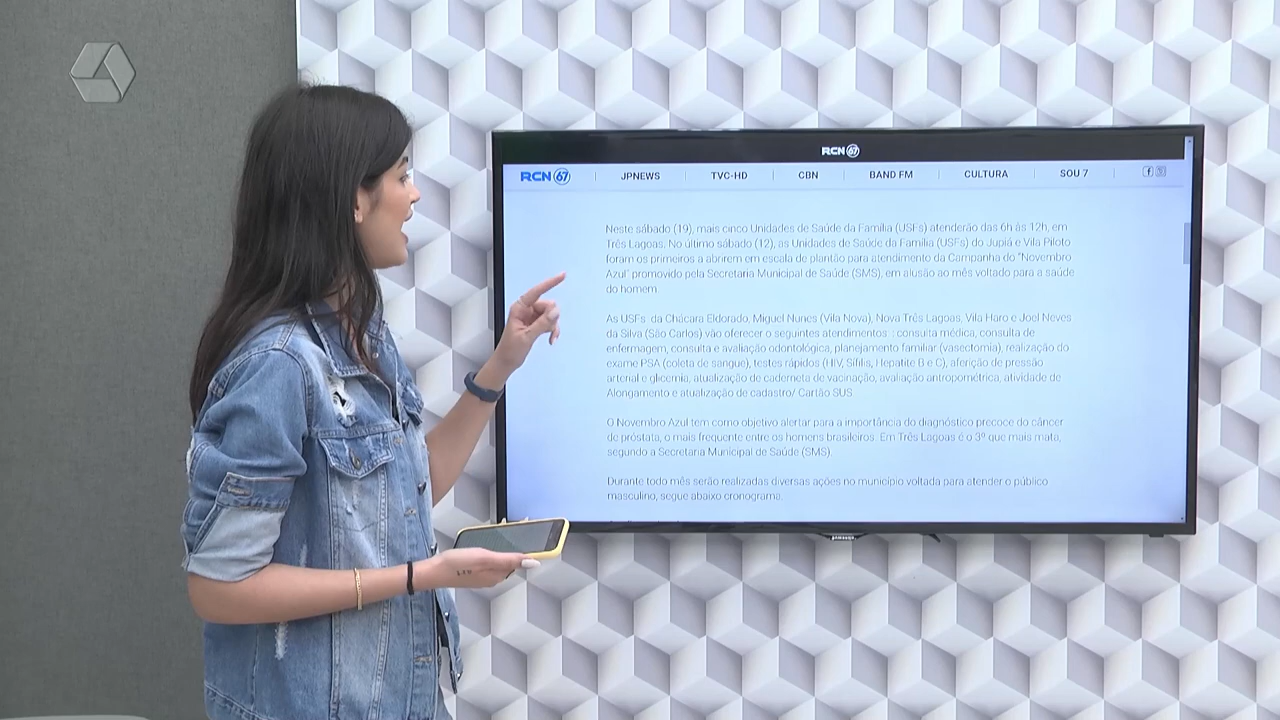 RCN 67
RCN 67 JPNEWS TVC-HD CBN BAND FM CULTURA SOU 7
Neste sábado (19), mais cinco Unidades de Saúde da Família (USFs) atenderão das 6h às 12h, em
Três Lagoas. No último sábado (12), as Unidades de Saúde da Família (USFs) do Jupiá e Vila Piloto
foram os primeiros a abrirem em escala de plantão para atendimento da Campanha do "Novembro
Azul" promovido pela Secretaria Municipal de Saúde (SMS), em alusão ao mês voltado para a saúde
do homem.
As USFs da Chácara Eldorado, Miguel Nunes (Vila Nova), Nova Três Lagoas, Vila Haro e Joel Neves
da Silva (São Carlos) vão oferecer o seguintes atendimentos: : consulta médica, consulta de
enfermagem, consulta e avaliação odontológica, planejamento familiar (vasectomia), realização do
exame PSA (coleta de sangue), testes rápidos (HIV, Sífilis, Hepatite B e C), aferição de pressão
arterial e glicemia, atualização de caderneta de vacinação, avaliação antropométrica, atividade de
Alongamento e atualização de cadastro/ Cartão SUS
O Novembro Azul tem como objetivo alertar para a importância do diagnóstico precoce do câncer
de próstata, o mais frequente entre os homens brasileiros. Em Três Lagoas é o 3º que mais mata,
segundo a Secretaria Municipal de Saúde (SMS).
Durante todo mês serão realizadas diversas ações no município voltada para atender o público
masculino, segue abaixo cronograma:
SAMSUNG